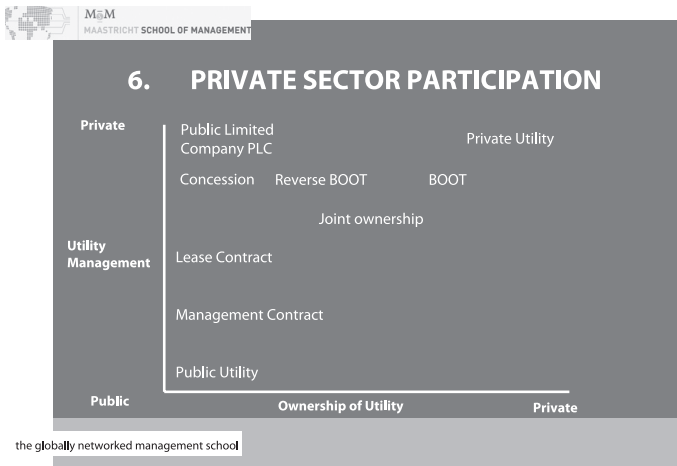 MSM
MAASTRICHT SCHOOL OF MANAGEMENT
6. PRIVATE SECTOR PARTICIPATION
Private
Public Limited
Company PLC
Private Utility
Concession Reverse BOOT BOOT
Joint ownership
Utility
Management
Lease Contract
Management Contract
Public Utility
Public
Ownership of Utility
Private
the globally networked management school